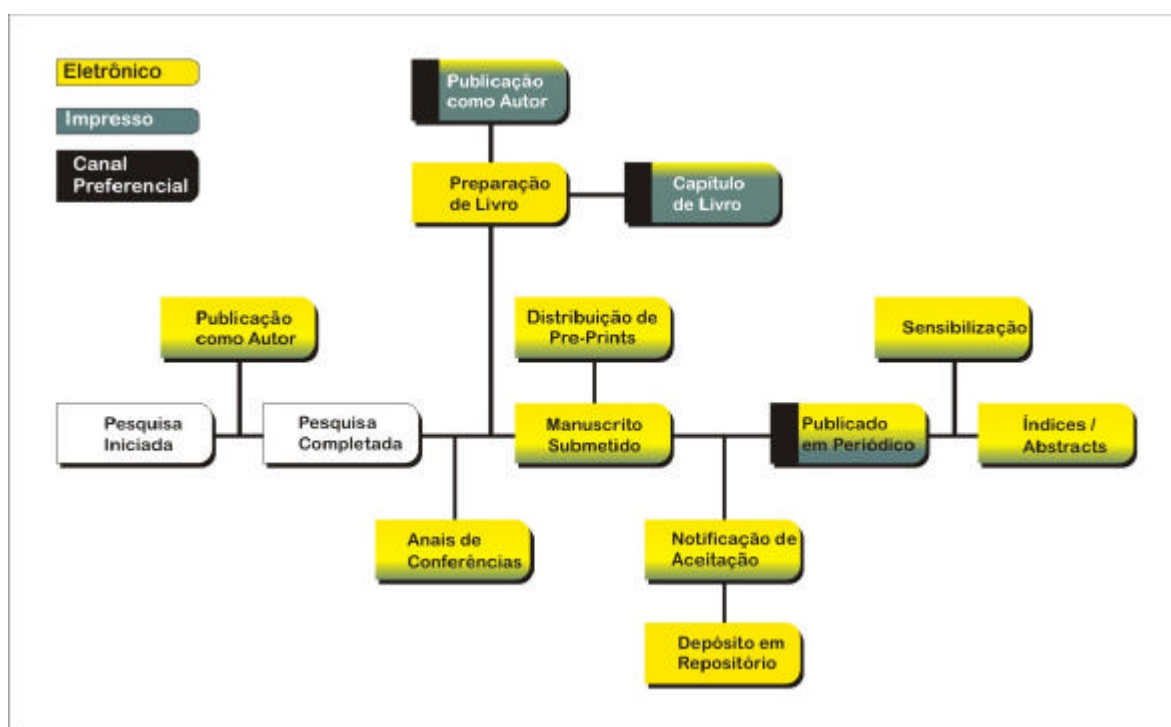 Eletrônico
Impresso
Canal
Preferencial
Publicação
como Autor
Preparação
de Livro
Capítulo
de Livro
Publicação
como Autor
Distribuição de
Pre-Prints
Sensibilização
Pesquisa
Iniciada
Pesquisa
Completada
Manuscrito
Submetido
Publicado
em Periódico
Índices /
Abstracts
Anais de
Conferências
Notificação de
Aceitação
Depósito em
Repositório